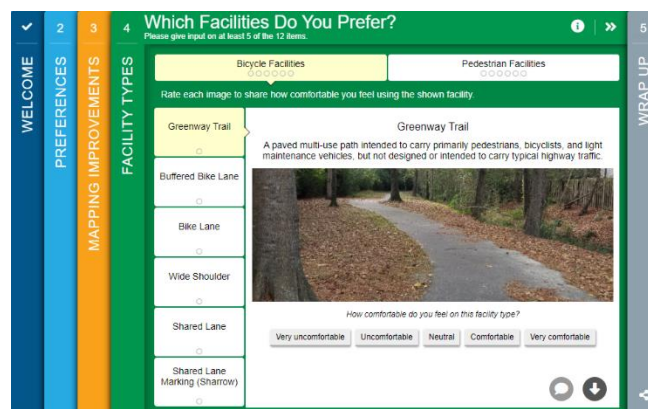 WELCOME
2
PREFERENCES
3
MAPPING IMPROVEMENTS
4
FACILITY TYPES
Which Facilities Do You Prefer?
Please give input on at least 5 of the 12 items.
5
WRAP UP
Bicycle Facilities
Pedestrian Facilities
Rate each image to share how comfortable you feel using the shown facility.
Greenway Trail
Buffered Bike Lane
Bike Lane
Wide Shoulder
Shared Lane
Shared Lane
Marking (Sharrow)
Greenway Trail
A paved multi-use path intended to carry primarily pedestrians, bicyclists, and light
maintenance vehicles, but not designed or intended to carry typical highway traffic.
How comfortable do you feel on this facility type?
Very uncomfortable Uncomfortable Neutral Comfortable Very comfortable